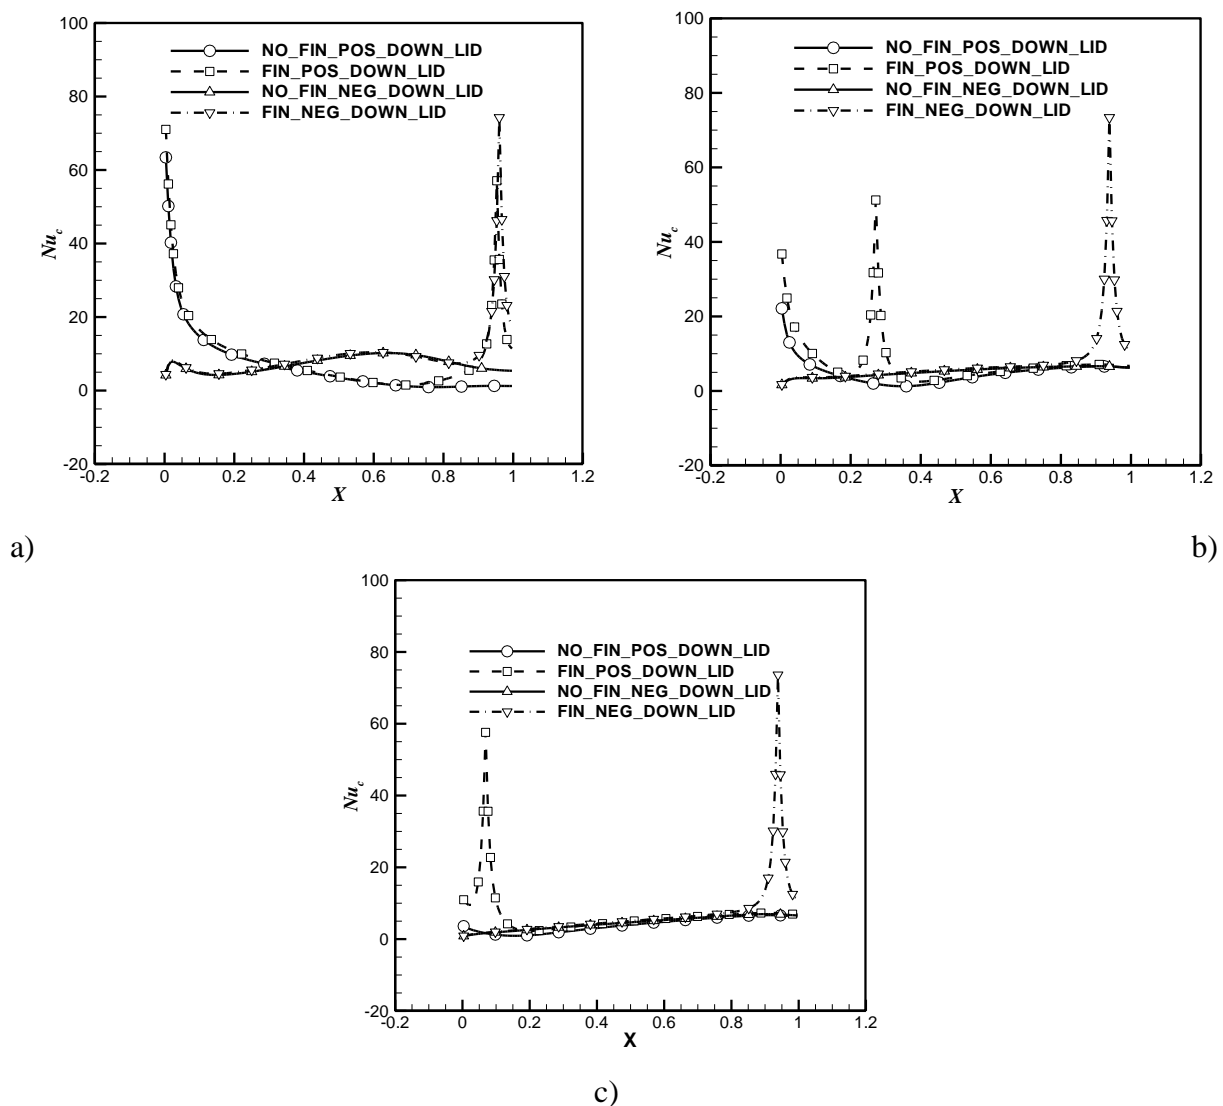 100
80
60
40
20
0
-20
-0.2 0 0.2 0.4 0.6 0.8 1 1.2
Nu_c
X
NO_FIN_POS_DOWN_LID
FIN_POS_DOWN_LID
NO_FIN_NEG_DOWN_LID
FIN_NEG_DOWN_LID
100
80
60
40
20
0
-20
-0.2 0 0.2 0.4 0.6 0.8 1 1.2
Nu_c
X
NO_FIN_POS_DOWN_LID
FIN_POS_DOWN_LID
NO_FIN_NEG_DOWN_LID
FIN_NEG_DOWN_LID
a)
b)
100
80
60
40
20
0
-20
-0.2 0 0.2 0.4 0.6 0.8 1 1.2
Nu_c
X
NO_FIN_POS_DOWN_LID
FIN_POS_DOWN_LID
NO_FIN_NEG_DOWN_LID
FIN_NEG_DOWN_LID
c)